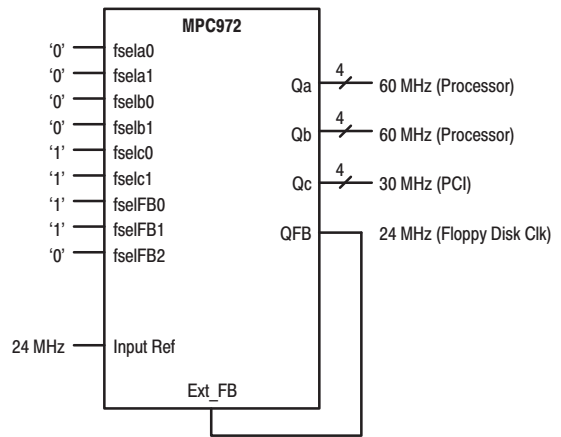 MPC972
‘0’ fsela0
‘0’ fsela1
‘0’ fselb0
‘0’ fselb1
‘1’ fselc0
‘1’ fselc1
‘1’ fselFB0
‘1’ fselFB1
‘0’ fselFB2
Qa 4 60 MHz (Processor)
Qb 4 60 MHz (Processor)
Qc 4 30 MHz (PCI)
QFB 24 MHz (Floppy Disk Clk)
24 MHz Input Ref
Ext_FB